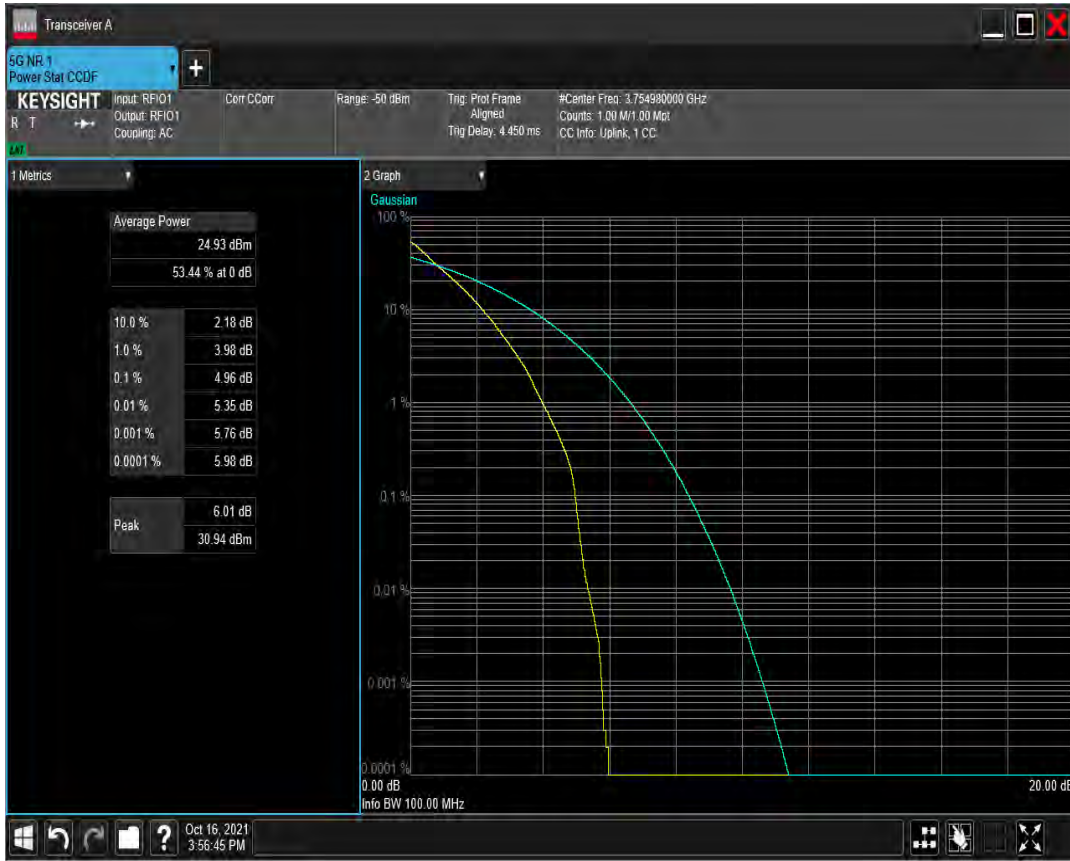 Transceiver A
5G NR 1
Power Stat CCDF
+
KEYSIGHT
R T
LXI
Input: RFIO1
Output: RFIO1
Coupling: AC
Corr CCorr
Range: -50 dBm
Trig: Prot Frame
Aligned
Trig Delay: 4.450 ms
#Center Freq: 3.754980000 GHz
Counts: 1.00 M/1.00 Mpt
CC Info: Uplink, 1 CC
1 Metrics
Average Power
24.93 dBm
53.44 % at 0 dB
10.0 % 2.18 dB
1.0 % 3.98 dB
0.1 % 4.96 dB
0.01 % 5.35 dB
0.001 % 5.76 dB
0.0001 % 5.98 dB
Peak
6.01 dB
30.94 dBm
2 Graph
Gaussian
100 %
10 %
1 %
0.1 %
0.01 %
0.001 %
0.0001 %
0.00 dB
20.00 dB
Info BW 100.00 MHz
?
Oct 16, 2021
3:56:45 PM